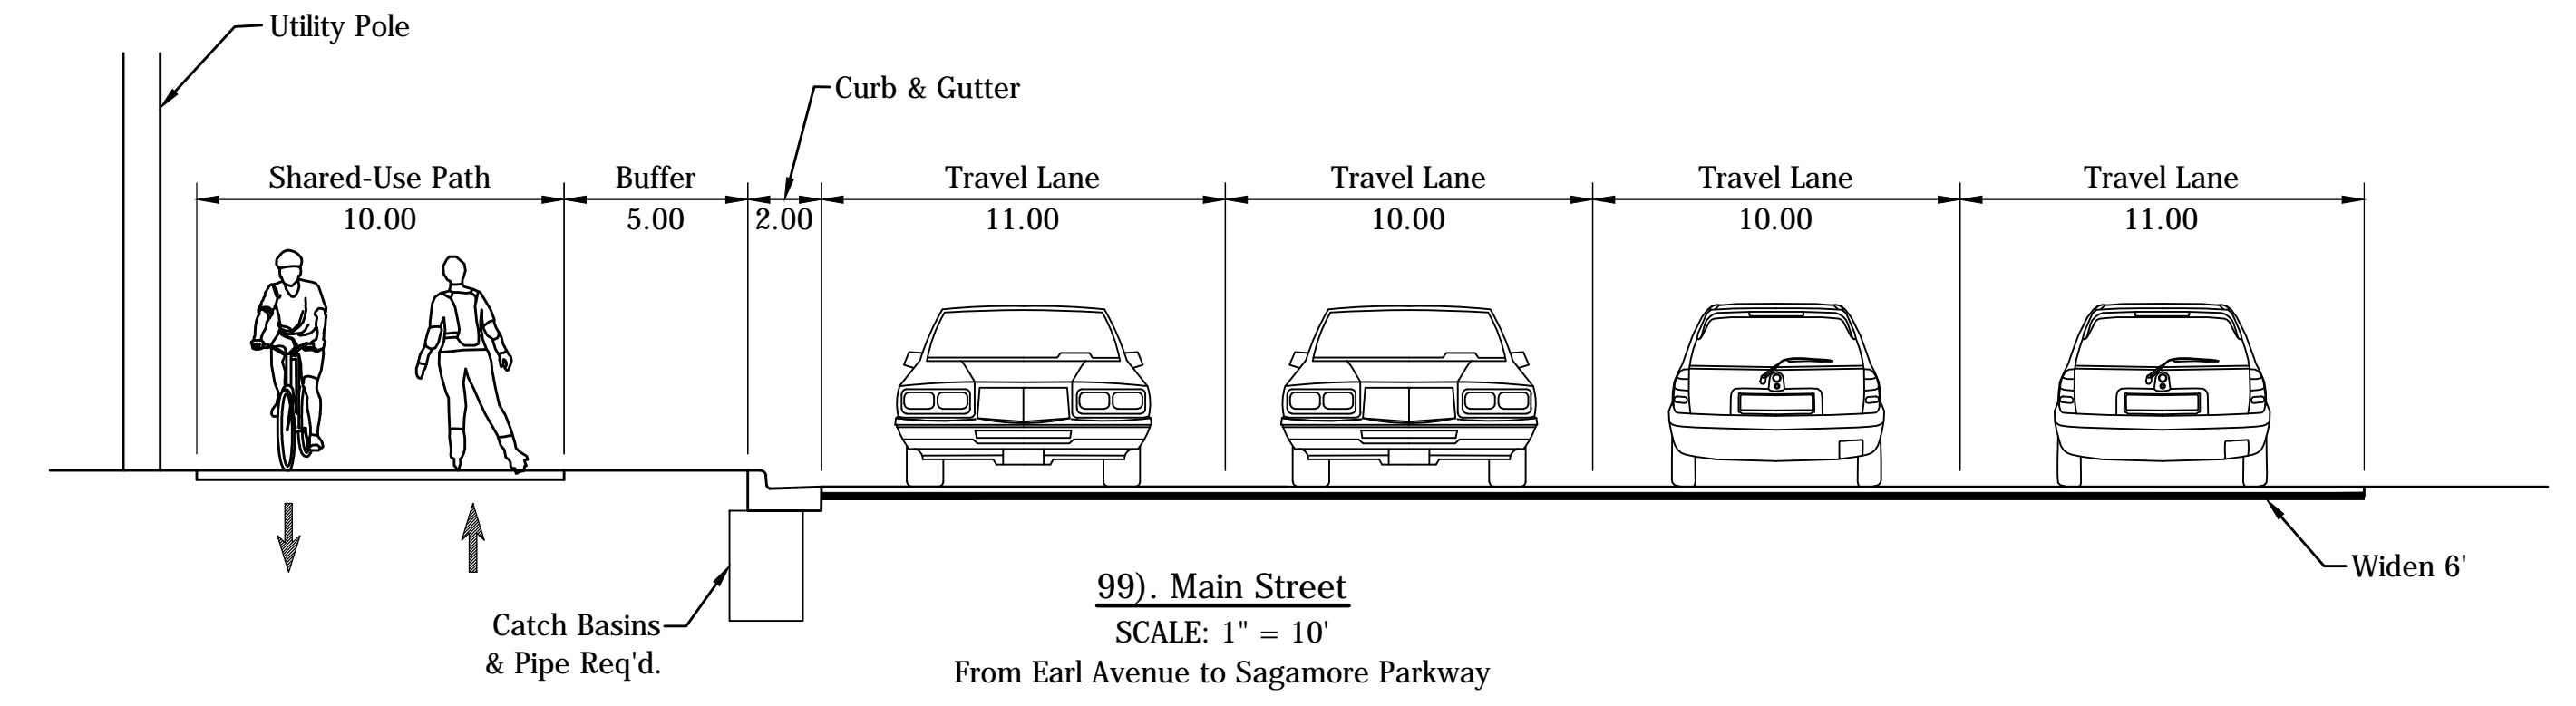 Utility Pole
Curb & Gutter
Shared-Use Path
Buffer
Travel Lane
Travel Lane
Travel Lane
Travel Lane
10.00
5.00
2.00
11.00
10.00
10.00
11.00
Widen 6'
Catch Basins
& Pipe Req'd.
99). Main Street
SCALE: 1" = 10'
From Earl Avenue to Sagamore Parkway